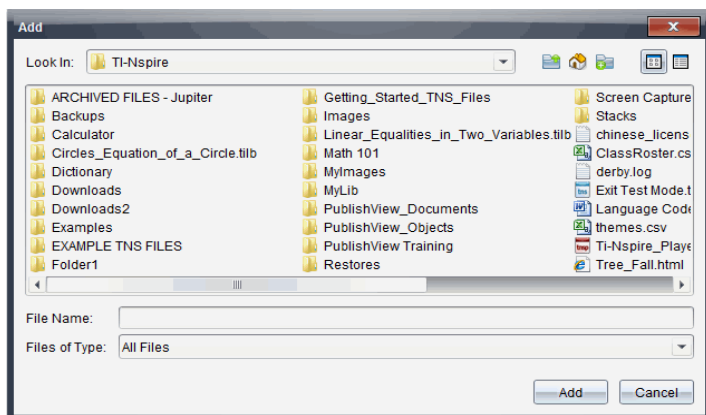 Add
Look In: TI-Nspire
ARCHIVED FILES - Jupiter
Backups
Calculator
Circles_Equation_of_a_Circle.tilb
Dictionary
Downloads
Downloads2
Examples
EXAMPLE TNS FILES
Folder1
Getting_Started_TNS_Files
Images
Linear_Equalities_in_Two_Variables.tilb
Math 101
MyImages
MyLib
PublishView_Documents
PublishView_Objects
PublishView Training
Restores
Screen Capture
Stacks
chinese_licens
ClassRoster.cs
derby.log
Exit Test Mode.t
Language Code
themes.csv
TI-Nspire_Playe
Tree_Fall.html
File Name:
Files of Type: All Files
Add Cancel